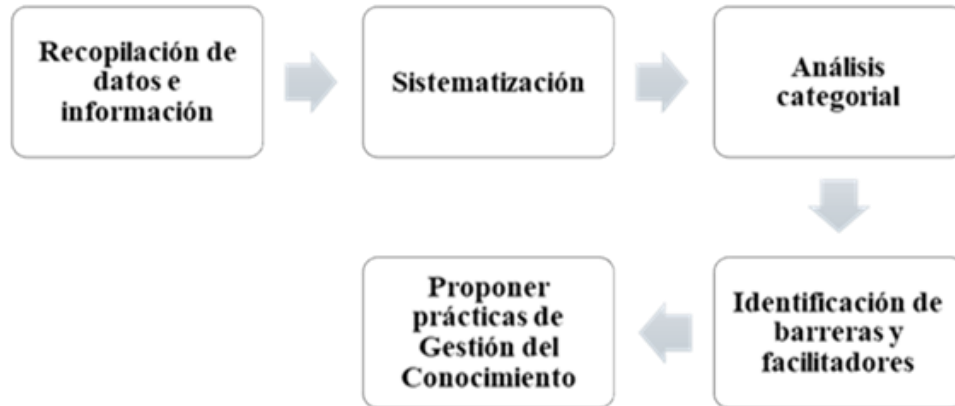 Recopilación de
datos e
información
Sistematización
Análisis
categorial
Identificación de
barreras y
facilitadores
Proponer
prácticas de
Gestión del
Conocimiento